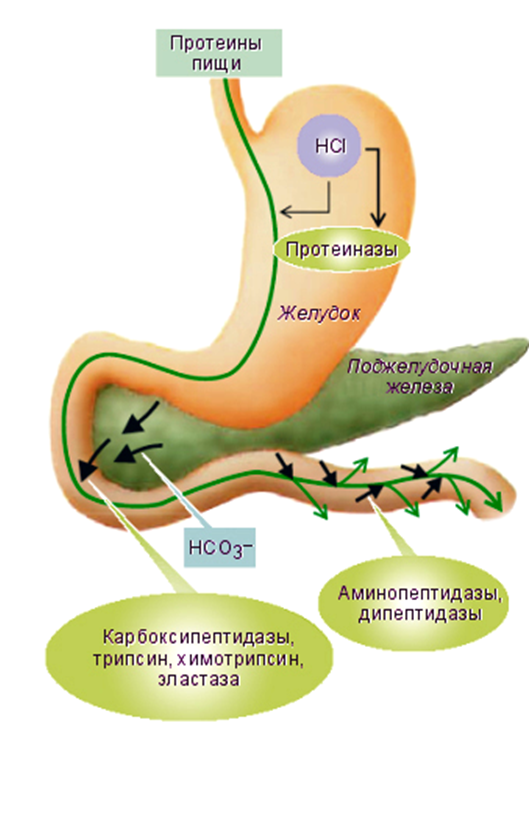 Протеины
пищи
HCl
Протеиназы
Желудок
Поджелудочная
железа
HCO₃⁻
Аминопептидазы,
дипептидазы
Карбоксипептидазы,
трипсин, химотрипсин,
эластаза